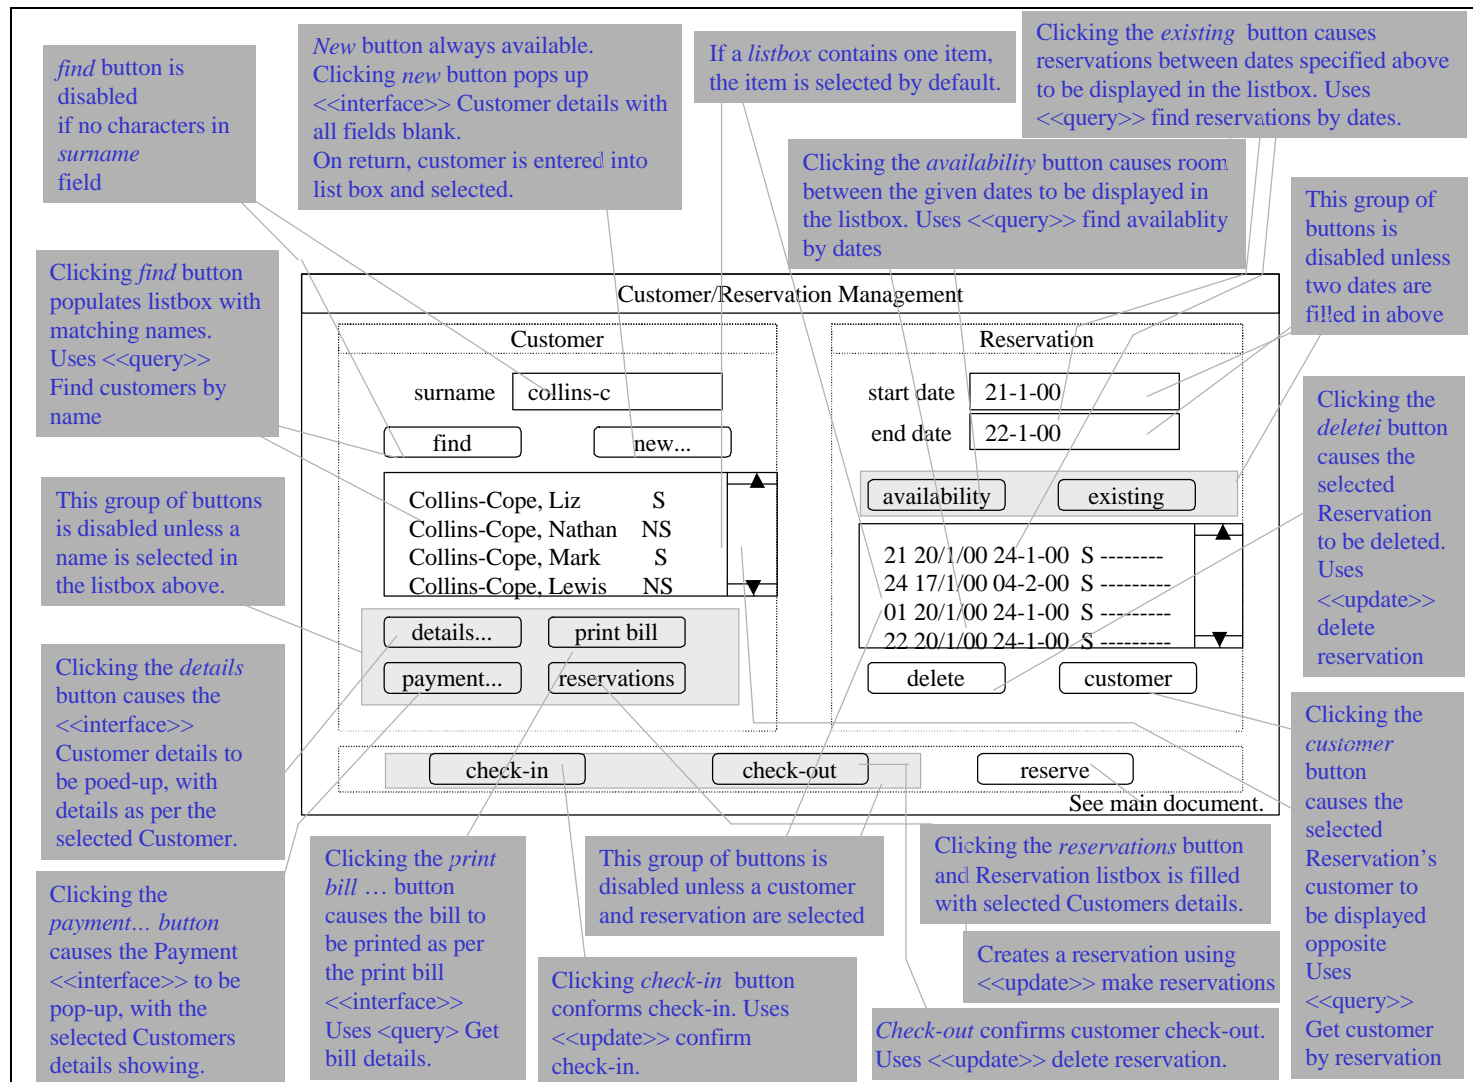 find button is
disabled
if no characters in
surname
field
New button always available.
Clicking new button pops up
<<interface>> Customer details with
all fields blank.
On return, customer is entered into
list box and selected.
If a listbox contains one item,
the item is selected by default.
Clicking the existing button causes
reservations between dates specified above
to be displayed in the listbox. Uses
<<query>> find reservations by dates.
Clicking the availability button causes room
between the given dates to be displayed in
the listbox. Uses <<query>> find availablity
by dates
This group of
buttons is
disabled unless
two dates are
filled in above
Clicking find button
populates listbox with
matching names.
Uses <<query>>
Find customers by
name
This group of buttons
is disabled unless a
name is selected in
the listbox above.
Customer/Reservation Management
Customer
surname collins-c
find new...
Collins-Cope, Liz S
Collins-Cope, Nathan NS
Collins-Cope, Mark S
Collins-Cope, Lewis NS
details... print bill
payment... reservations
Reservation
start date 21-1-00
end date 22-1-00
availability existing
21 20/1/00 24-1-00 S --------
24 17/1/00 04-2-00 S ---------
01 20/1/00 24-1-00 S ---------
22 20/1/00 24-1-00 S ---------
delete customer
check-in check-out reserve
See main document.
Clicking the
deletei button
causes the
selected
Reservation
to be deleted.
Uses
<<update>>
delete
reservation
Clicking the details
button causes the
<<interface>>
Customer details to
be poed-up, with
details as per the
selected Customer.
Clicking the
payment... button
causes the Payment
<<interface>> to be
pop-up, with the
selected Customers
details showing.
Clicking the print
bill ... button
causes the bill to
be printed as per
the print bill
<<interface>>
Uses <query> Get
bill details.
This group of buttons is
disabled unless a customer
and reservation are selected
Clicking check-in button
conforms check-in. Uses
<<update>> confirm
check-in.
Clicking the reservations button
and Reservation listbox is filled
with selected Customers details.
Creates a reservation using
<<update>> make reservations
Check-out confirms customer check-out.
Uses <<update>> delete reservation.
Clicking the
customer
button
causes the
selected
Reservation's
customer to
be displayed
opposite
Uses
<<query>>
Get customer
by reservation